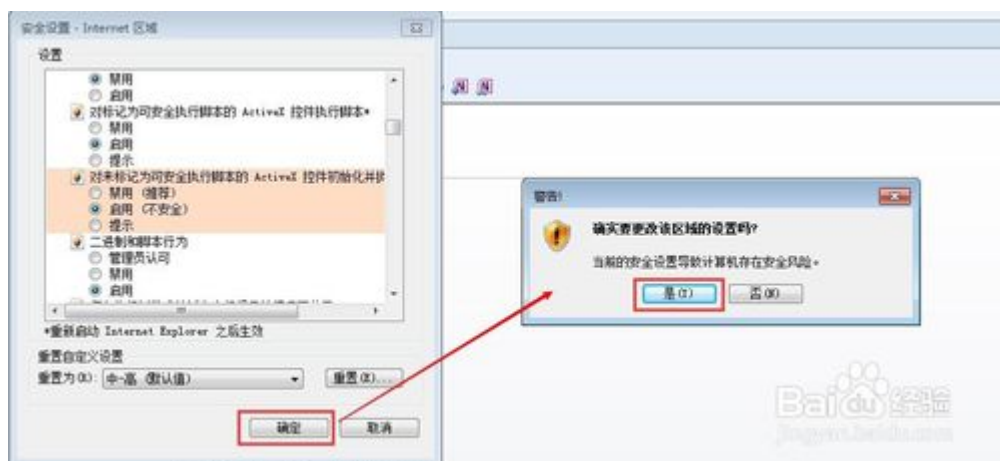 安全设置 - Internet 区域
设置
禁用
启用
对标记为可安全执行脚本的 ActiveX 控件执行脚本*
禁用
启用
提示
对未标记为可安全执行脚本的 ActiveX 控件初始化并执
禁用 (推荐)
启用 (不安全)
提示
二进制和脚本行为
管理员认可
禁用
启用
*重新启动 Internet Explorer 之后生效
重置自定义设置
重置为(R): 中-高 (默认值)
重置(E)...
确定
取消
警告!
确实要更改该区域的设置吗?
当前的安全设置导致计算机存在安全风险。
是(Y)
否(N)
Baidu 经验
jingyan.baidu.com